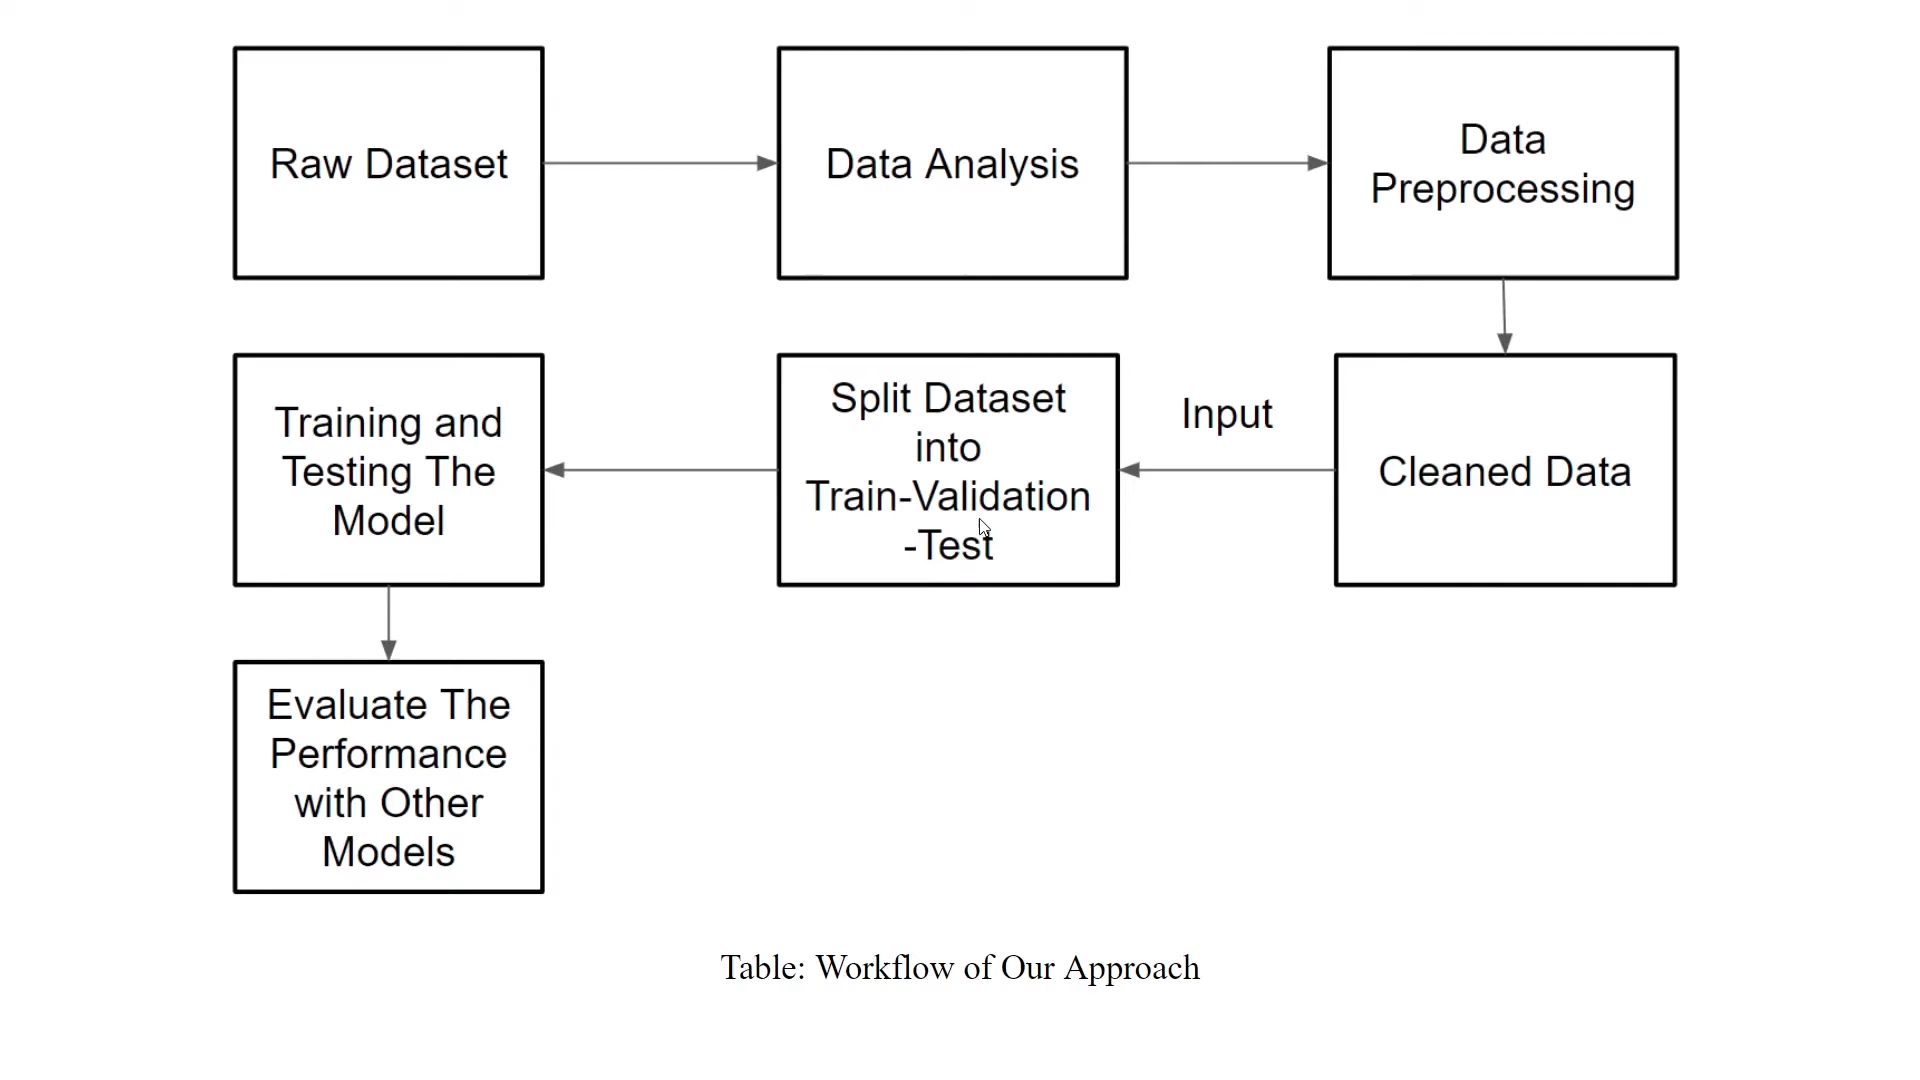 Raw Dataset
Data Analysis
Data
Preprocessing
Training and
Testing The
Model
Split Dataset
into
Train-Validation
-Test
Input
Cleaned Data
Evaluate The
Performance
with Other
Models
Table: Workflow of Our Approach